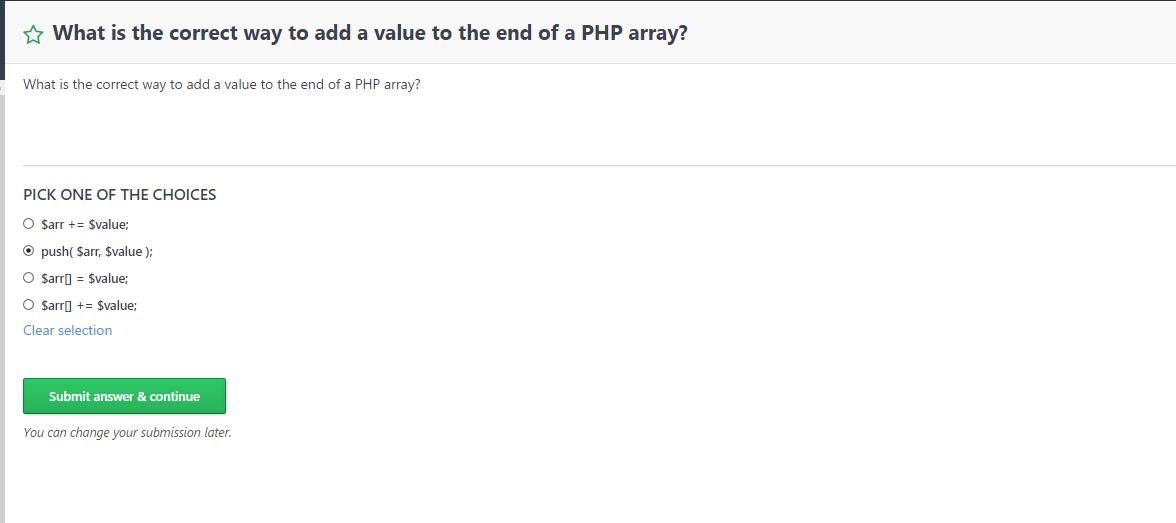 What is the correct way to add a value to the end of a PHP array?
What is the correct way to add a value to the end of a PHP array?
PICK ONE OF THE CHOICES
$arr += $value;
push( $arr, $value );
$arr[] = $value;
$arr[] += $value;
Clear selection
Submit answer & continue
You can change your submission later.